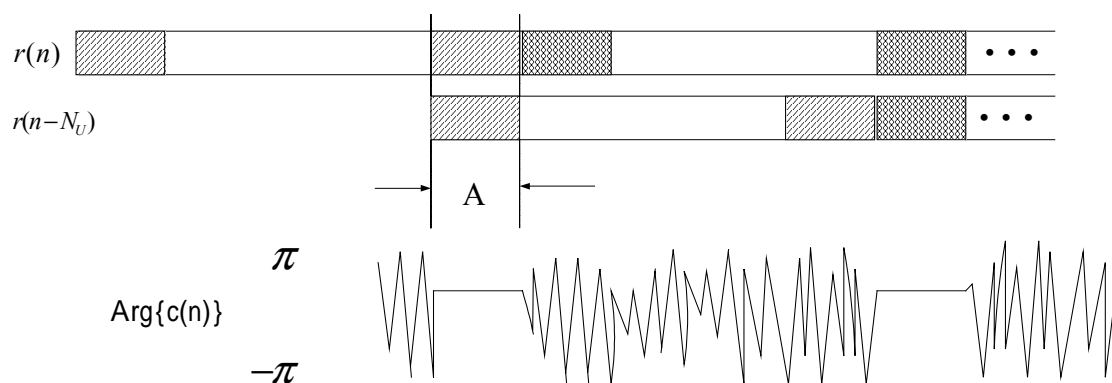 r(n)
• • •
r(n−N_U)
• • •
A
π
Arg{c(n)}
−π